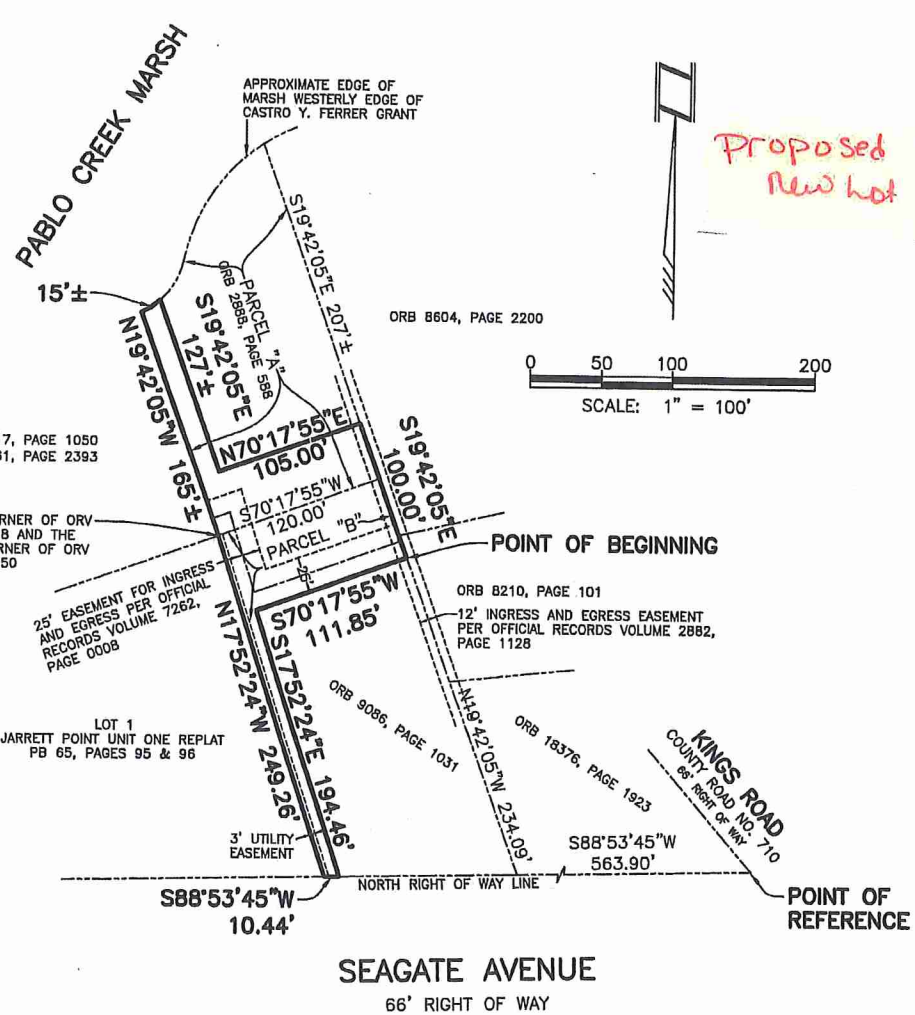 PABLO CREEK MARSH
APPROXIMATE EDGE OF
MARSH WESTERLY EDGE OF
CASTRO Y. FERRER GRANT
Proposed
New Lot
15'±
S19°42'05"E 207'±
PARCEL "A"
ORB 2885, PAGE 588
S19°42'05"E
127'±
N19°42'05"W 165'±
ORB 8604, PAGE 2200
0 50 100 200
SCALE: 1" = 100'
7, PAGE 1050
61, PAGE 2393
N70°17'55"E
105.00'
S19°42'05"E
100.00'
S70°17'55"W
120.00'
PARCEL "B"
RNER OF ORV
8 AND THE
RNER OF ORV
50
POINT OF BEGINNING
25' EASEMENT FOR INGRESS
AND EGRESS PER OFFICIAL
RECORDS VOLUME 7262,
PAGE 0008
25'
S70°17'55"W
111.85'
ORB 8210, PAGE 101
12' INGRESS AND EGRESS EASEMENT
PER OFFICIAL RECORDS VOLUME 2882,
PAGE 1128
N17°52'24"W 249.26'
S17°52'24"E 194.46'
ORB 9086, PAGE 1031
N19°42'05"W 234.09'
ORB 18376, PAGE 1923
LOT 1
JARRETT POINT UNIT ONE REPLAT
PB 65, PAGES 95 & 96
KINGS ROAD
COUNTY ROAD NO. 710
66' RIGHT OF WAY
3' UTILITY
EASEMENT
S88°53'45"W
563.90'
NORTH RIGHT OF WAY LINE
S88°53'45"W
10.44'
POINT OF
REFERENCE
SEAGATE AVENUE
66' RIGHT OF WAY